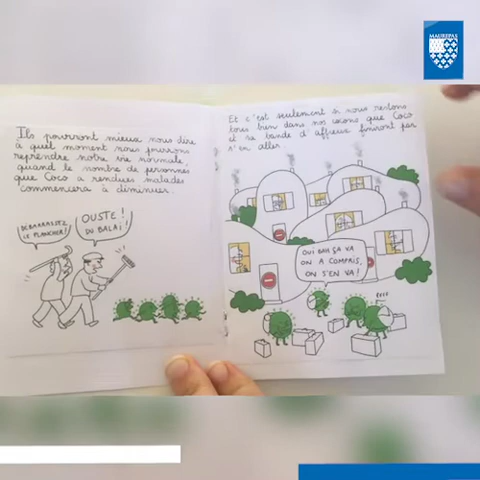 MAUREPAS
Ils pourront mieux nous dire
à quel moment nous pourrons
reprendre notre vie normale,
quand le nombre de personnes
que Coco a rendues malades
commencera à diminuer.
DÉBARRASSEZ
LE PLANCHER!
OUSTE!
DU BALAI!
Et c'est seulement si nous restons
tous bien dans nos cocons que Coco
et sa bande d'affreux finiront par
s'en aller.
OUI BAH ÇA VA
ON A COMPRIS,
ON S'EN VA!